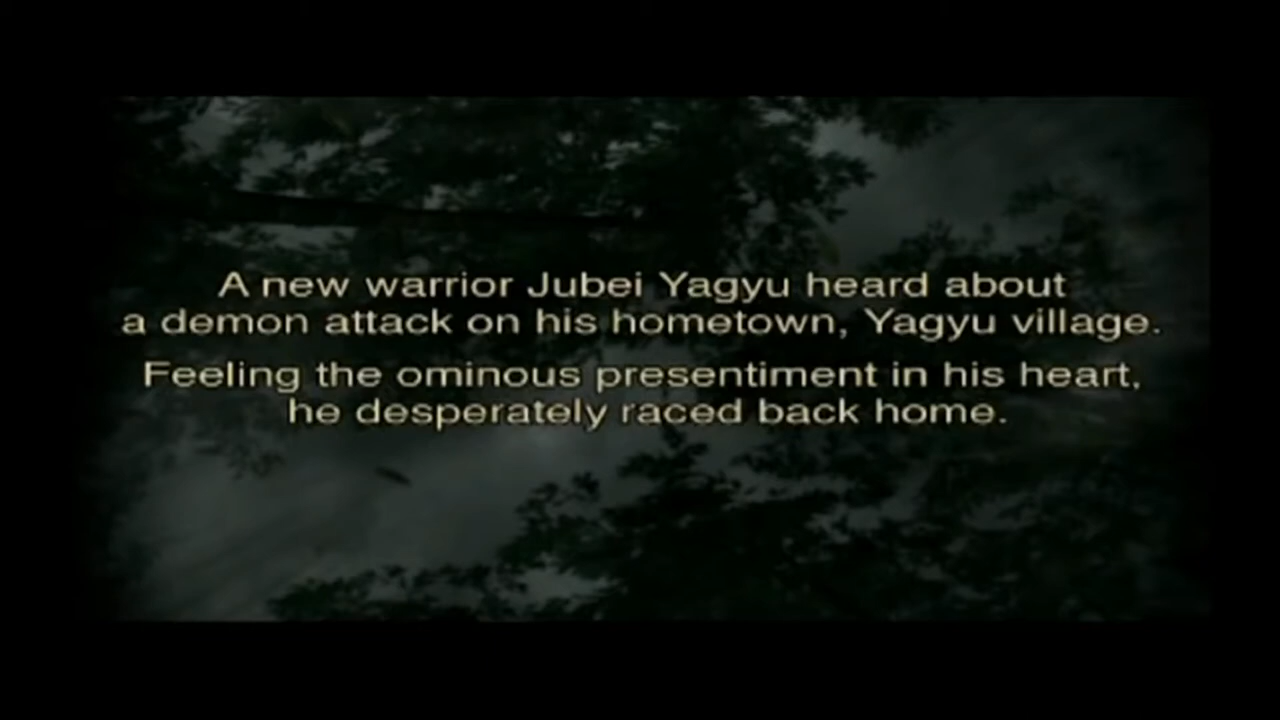 A new warrior Jubei Yagyu heard about
a demon attack on his hometown, Yagyu village.
Feeling the ominous presentiment in his heart,
he desperately raced back home.